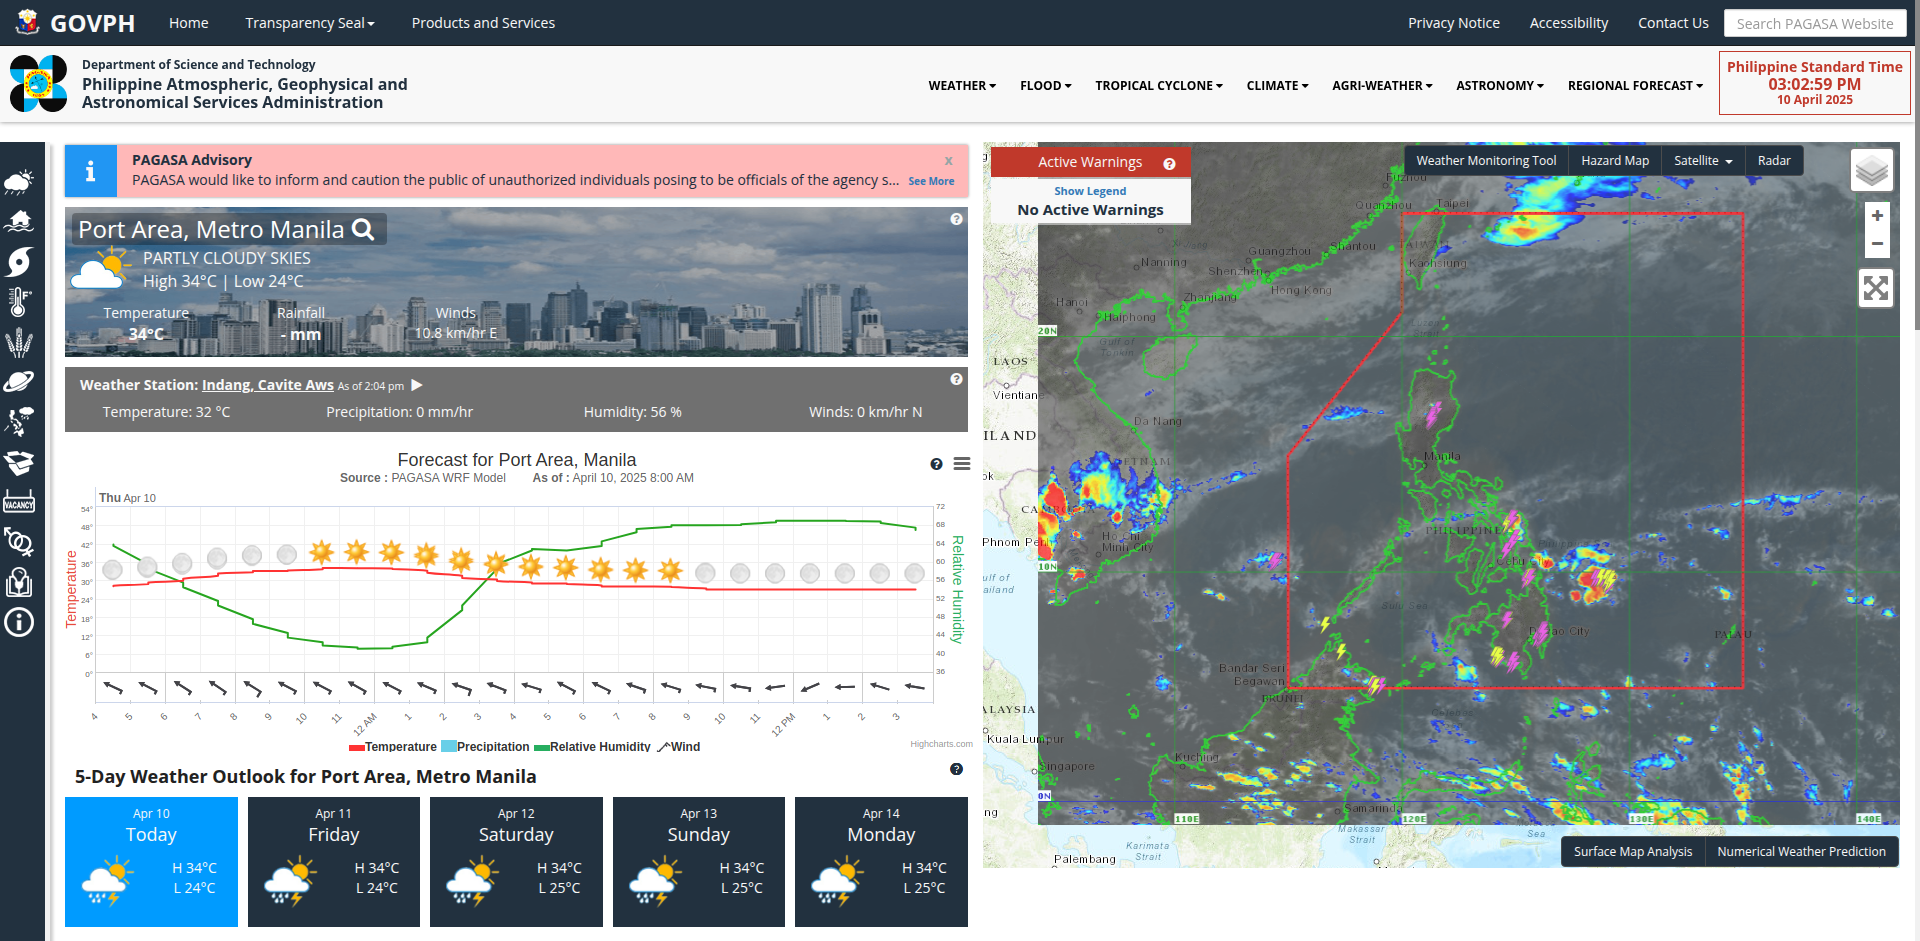 GOVPH
Home
Transparency Seal
Products and Services
Privacy Notice
Accessibility
Contact Us
Search PAGASA Website
Department of Science and Technology
Philippine Atmospheric, Geophysical and
Astronomical Services Administration
WEATHER
FLOOD
TROPICAL CYCLONE
CLIMATE
AGRI-WEATHER
ASTRONOMY
REGIONAL FORECAST
Philippine Standard Time
03:02:59 PM
10 April 2025
VACANCY
PAGASA Advisory
x
PAGASA would like to inform and caution the public of unauthorized individuals posing to be officials of the agency s... See More
Port Area, Metro Manila
PARTLY CLOUDY SKIES
High 34°C | Low 24°C
Temperature Rainfall Winds
34°C - mm 10.8 km/hr E
Weather Station: Indang, Cavite Aws As of 2:04 pm
Temperature: 32 °C Precipitation: 0 mm/hr Humidity: 56 % Winds: 0 km/hr N
Forecast for Port Area, Manila
Source : PAGASA WRF Model As of : April 10, 2025 8:00 AM
Thu Apr 10
Temperature
54°
48°
42°
36°
30°
24°
18°
12°
6°
0°
72
68
64
60
56
52
48
44
40
36
Relative Humidity
4 5 6 7 8 9 10 11 12 AM 1 2 3 4 5 6 7 8 9 10 11 12 PM 1 2 3
Temperature Precipitation Relative Humidity Wind
Highcharts.com
5-Day Weather Outlook for Port Area, Metro Manila
Apr 10
Today
H 34°C
L 24°C
Apr 11
Friday
H 34°C
L 24°C
Apr 12
Saturday
H 34°C
L 25°C
Apr 13
Sunday
H 34°C
L 25°C
Apr 14
Monday
H 34°C
L 25°C
Active Warnings
Show Legend
No Active Warnings
Weather Monitoring Tool
Hazard Map
Satellite
Radar
+
−
Fuzhou
Quanzhou
Taipei
TAIWAN
Guangzhou
Shantou
Nanning
Kaohsiung
Shenzhen
Hong Kong
Zhanjiang
Hanoi
Haiphong
20N
Gulf of
Tonkin
LAOS
Vientian
Da Nang
ILAND
Manila
VIETNAM
ok
CAMBODIA
PHILIPPINE
Phnom Pen
Ho Chi
Minh City
Cebu
10N
ulf of
ailand
Sulu Sea
Davao City
PALAU
Bandar Seri
Begawan
BRUNEI
ALAYSIA
Celebes
Kuala Lumpur
Kuching
Singapore
0N
Samarinda
ng
110E
120E
130E
140E
Makassar
Strait
Sea
Karimata
Strait
Palembang
Surface Map Analysis
Numerical Weather Prediction